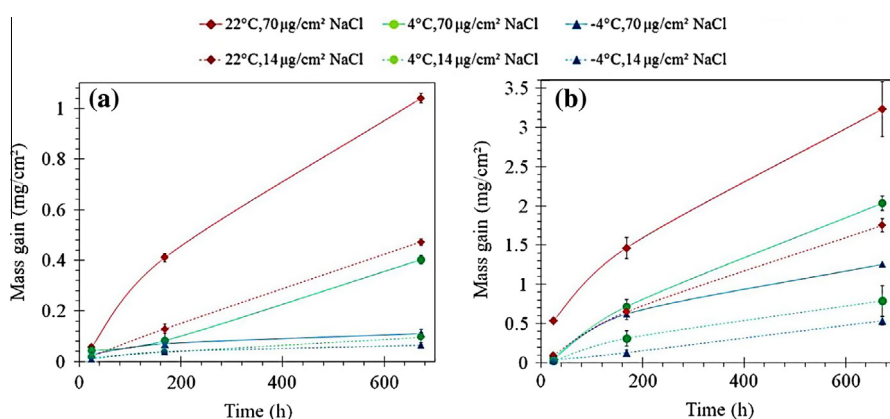 22°C,70 µg/cm² NaCl 4°C,70 µg/cm² NaCl -4°C,70 µg/cm² NaCl
22°C,14 µg/cm² NaCl 4°C,14 µg/cm² NaCl -4°C,14 µg/cm² NaCl
(a)
Mass gain (mg/cm²)
1
0.8
0.6
0.4
0.2
0
0 200 400 600
Time (h)
(b)
Mass gain (mg/cm²)
3.5
3
2.5
2
1.5
1
0.5
0
0 200 400 600
Time (h)